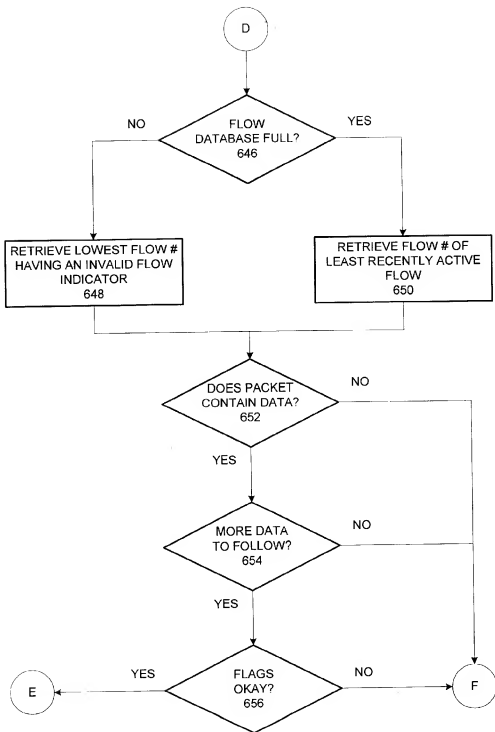 D
FLOW
DATABASE FULL?
646
NO
YES
RETRIEVE LOWEST FLOW #
HAVING AN INVALID FLOW
INDICATOR
648
RETRIEVE FLOW # OF
LEAST RECENTLY ACTIVE
FLOW
650
DOES PACKET
CONTAIN DATA?
652
NO
YES
MORE DATA
TO FOLLOW?
654
NO
YES
FLAGS
OKAY?
656
YES
NO
E
F